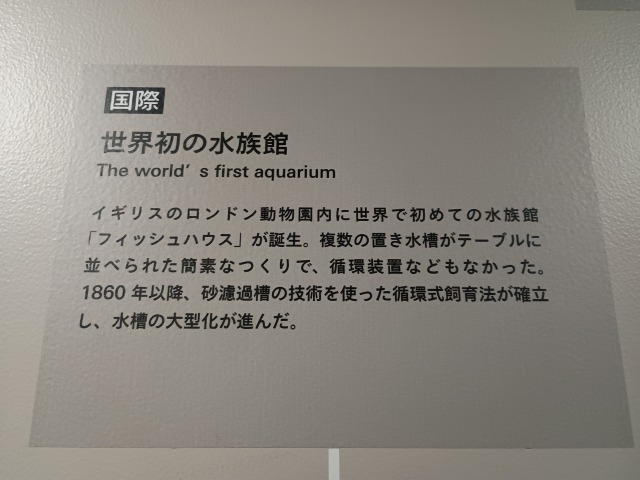 国際
世界初の水族館
The world’s first aquarium
イギリスのロンドン動物園内に世界で初めての水族館
「フィッシュハウス」が誕生。複数の置き水槽がテーブルに
並べられた簡素なつくりで、循環装置などもなかった。
1860 年以降、砂濾過槽の技術を使った循環式飼育法が確立
し、水槽の大型化が進んだ。